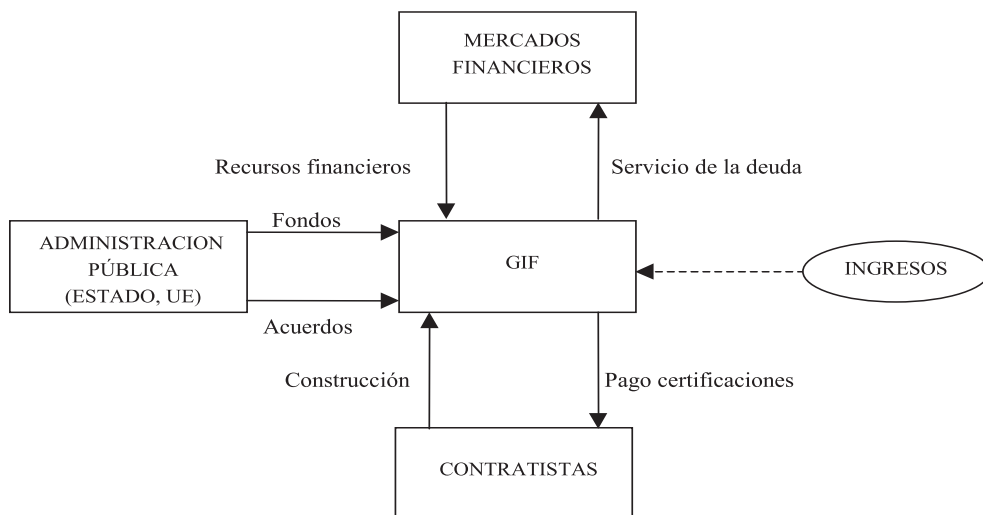 MERCADOS
FINANCIEROS
Recursos financieros
Servicio de la deuda
Fondos
ADMINISTRACION
PÚBLICA
(ESTADO, UE)
GIF
INGRESOS
Acuerdos
Construcción
Pago certificaciones
CONTRATISTAS